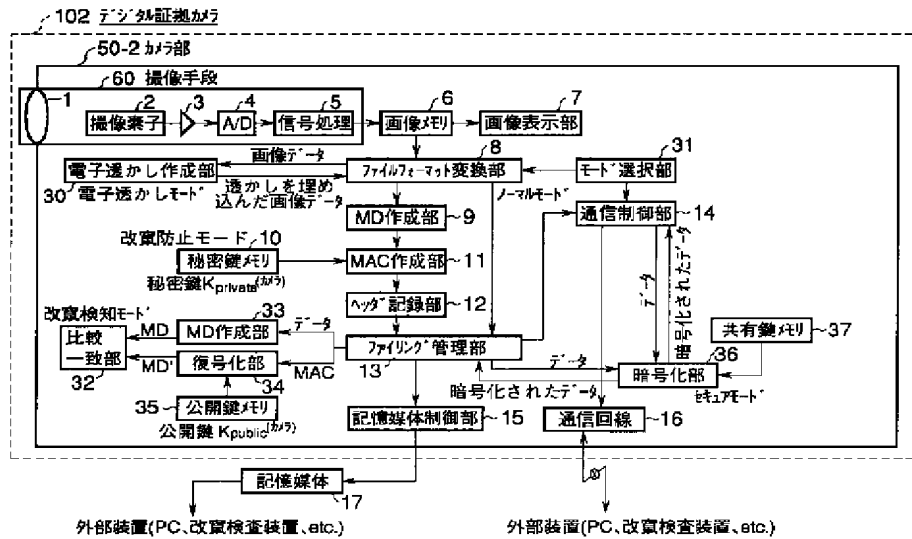 102 デジタル証拠カメラ
50-2 カメラ部
60 撮像手段
1
2
3
4
5
6
7
撮像素子
A/D
信号処理
画像メモリ
画像表示部
8
31
電子透かし作成部
画像データ
ファイルフォーマット変換部
モード選択部
30 電子透かしモード
透かしを埋め
込んだ画像データ
ノーマルモード
MD作成部
9
通信制御部
14
改竄防止モード
10
秘密鍵メモリ
MAC作成部
11
秘密鍵Kprivate(カメラ)
ヘッダ記録部
12
データ
暗号化されたデータ
改竄検知モード
33
MD
MD作成部
データ
共有鍵メモリ
37
比較
一致部
ファイリング管理部
36
MD'
復号化部
MAC
13
データ
暗号化部
32
34
暗号化されたデータ
セキュアモード
35
公開鍵メモリ
公開鍵Kpublic(カメラ)
記憶媒体制御部
15
通信回線
16
記憶媒体
17
外部装置(PC、改竄検査装置、etc.)
外部装置(PC、改竄検査装置、etc.)